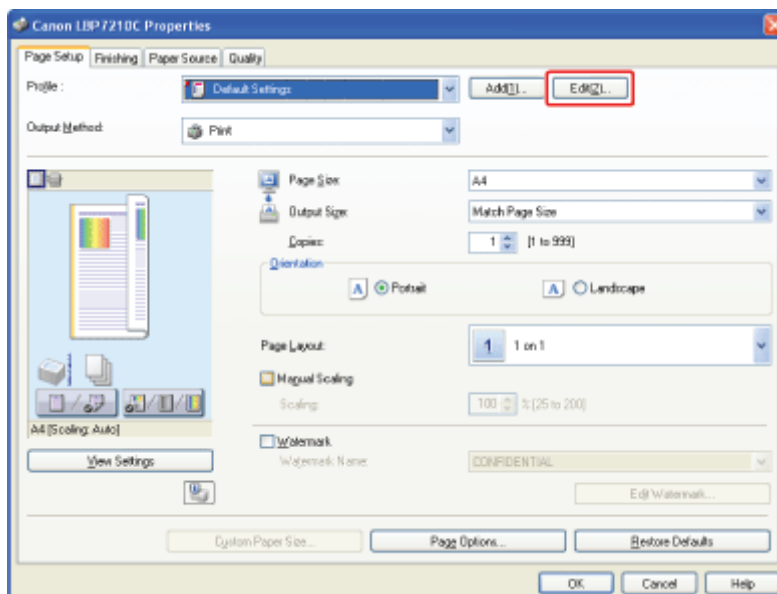 Canon LBP7210C Properties
Page Setup Finishing Paper Source Quality
Profile : Default Settings Add(1)... Edit(2)...
Output Method: Print
Page Size: A4
Output Size: Match Page Size
Copies: 1 [1 to 999]
Orientation
A Portrait A Landscape
Page Layout: 1 1 on 1
Manual Scaling
Scaling: 100 % [25 to 200]
A4 [Scaling: Auto]
Watermark
View Settings
Watermark Name: CONFIDENTIAL
Edit Watermark...
Custom Paper Size... Page Options... Restore Defaults
OK Cancel Help